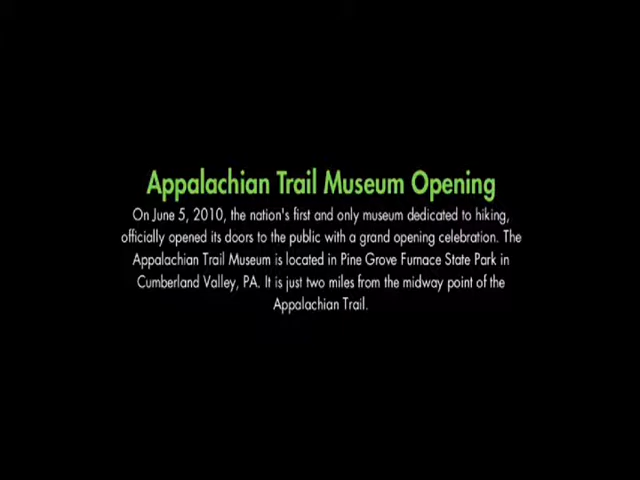 Appalachian Trail Museum Opening
On June 5, 2010, the nation's first and only museum dedicated to hiking,
officially opened its doors to the public with a grand opening celebration. The
Appalachian Trail Museum is located in Pine Grove Furnace State Park in
Cumberland Valley, PA. It is just two miles from the midway point of the
Appalachian Trail.